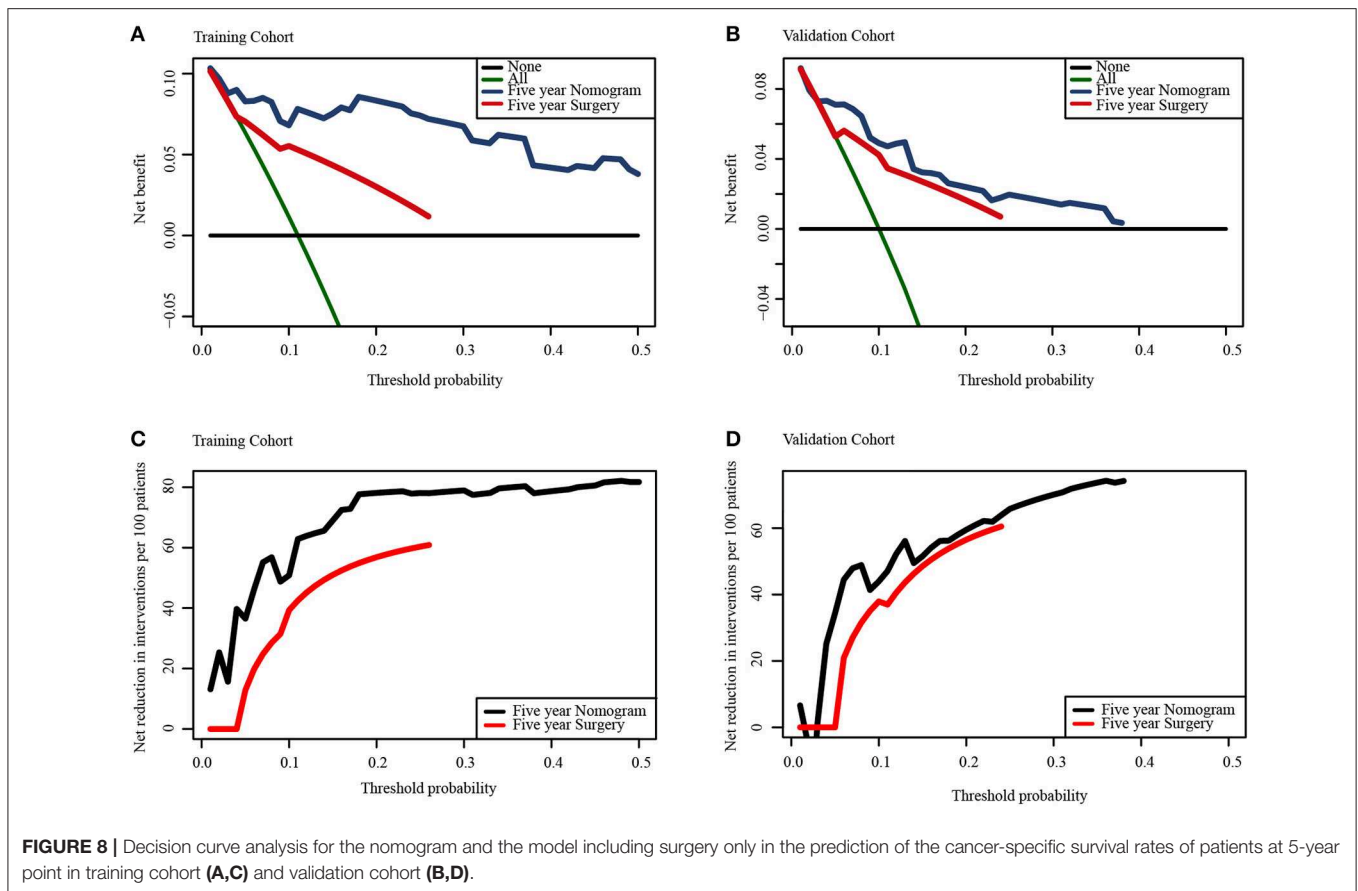 A
Training Cohort
None
All
Five year Nomogram
Five year Surgery
Net benefit
0.10
0.05
0.00
−0.05
0.0 0.1 0.2 0.3 0.4 0.5
Threshold probability
B
Validation Cohort
None
All
Five year Nomogram
Five year Surgery
Net benefit
0.08
0.04
0.00
−0.04
0.0 0.1 0.2 0.3 0.4 0.5
Threshold probability
C
Training Cohort
Net reduction in interventions per 100 patients
80
60
40
20
0
Five year Nomogram
Five year Surgery
0.0 0.1 0.2 0.3 0.4 0.5
Threshold probability
D
Validation Cohort
Net reduction in interventions per 100 patients
60
40
20
0
Five year Nomogram
Five year Surgery
0.0 0.1 0.2 0.3 0.4 0.5
Threshold probability
FIGURE 8 | Decision curve analysis for the nomogram and the model including surgery only in the prediction of the cancer-specific survival rates of patients at 5-year
point in training cohort (A,C) and validation cohort (B,D).